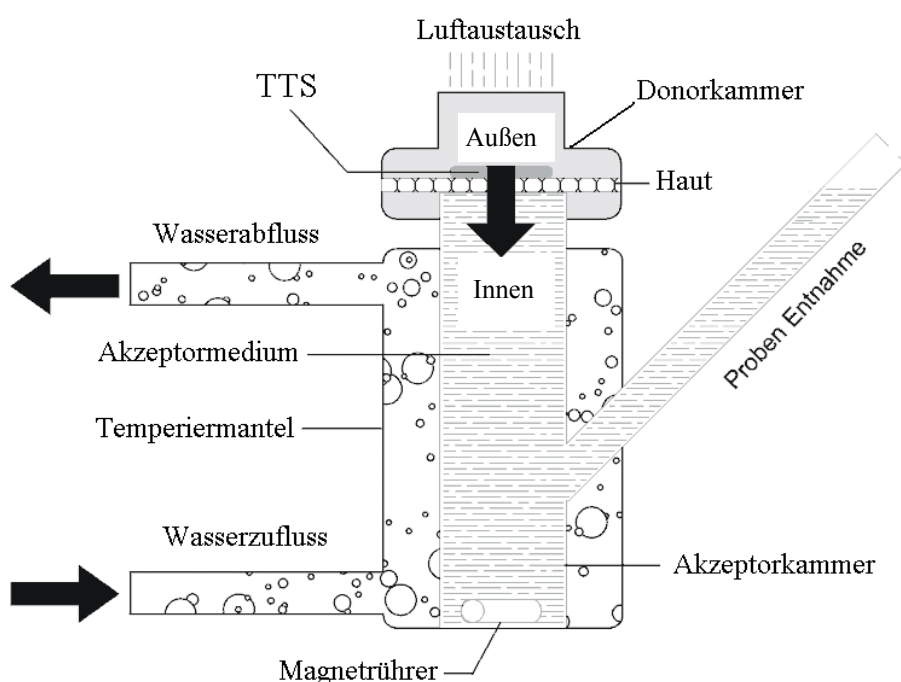 Luftaustausch
TTS
Donorkammer
Außen
Haut
Wasserabfluss
Innen
Proben Entnahme
Akzeptormedium
Temperiermantel
Wasserzufluss
Akzeptorkammer
Magnetrührer